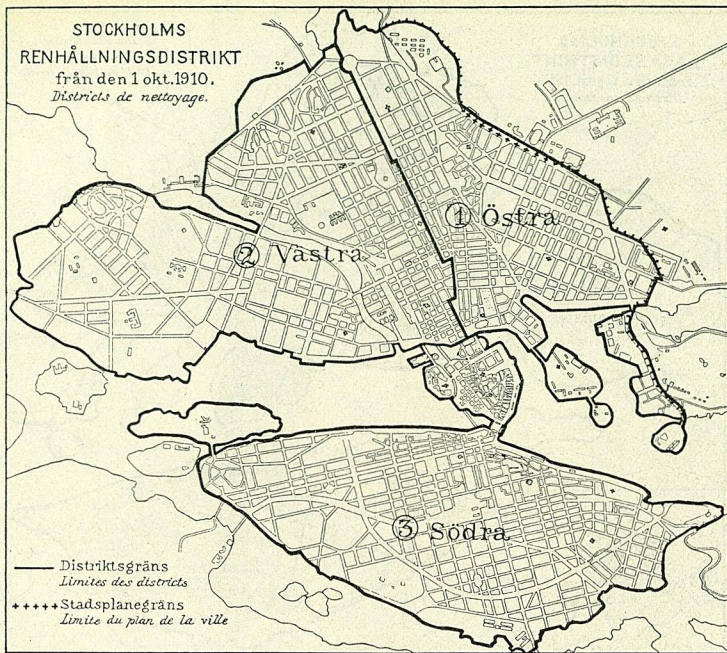 STOCKHOLMS
RENHÅLLNINGSDISTRIKT
från den 1 okt. 1910.
Districts de nettoyage.
① Östra
② Västra
③ Södra
Distriktsgräns
Limites des districts
+++++ Stadsplanegräns
Limite du plan de la ville